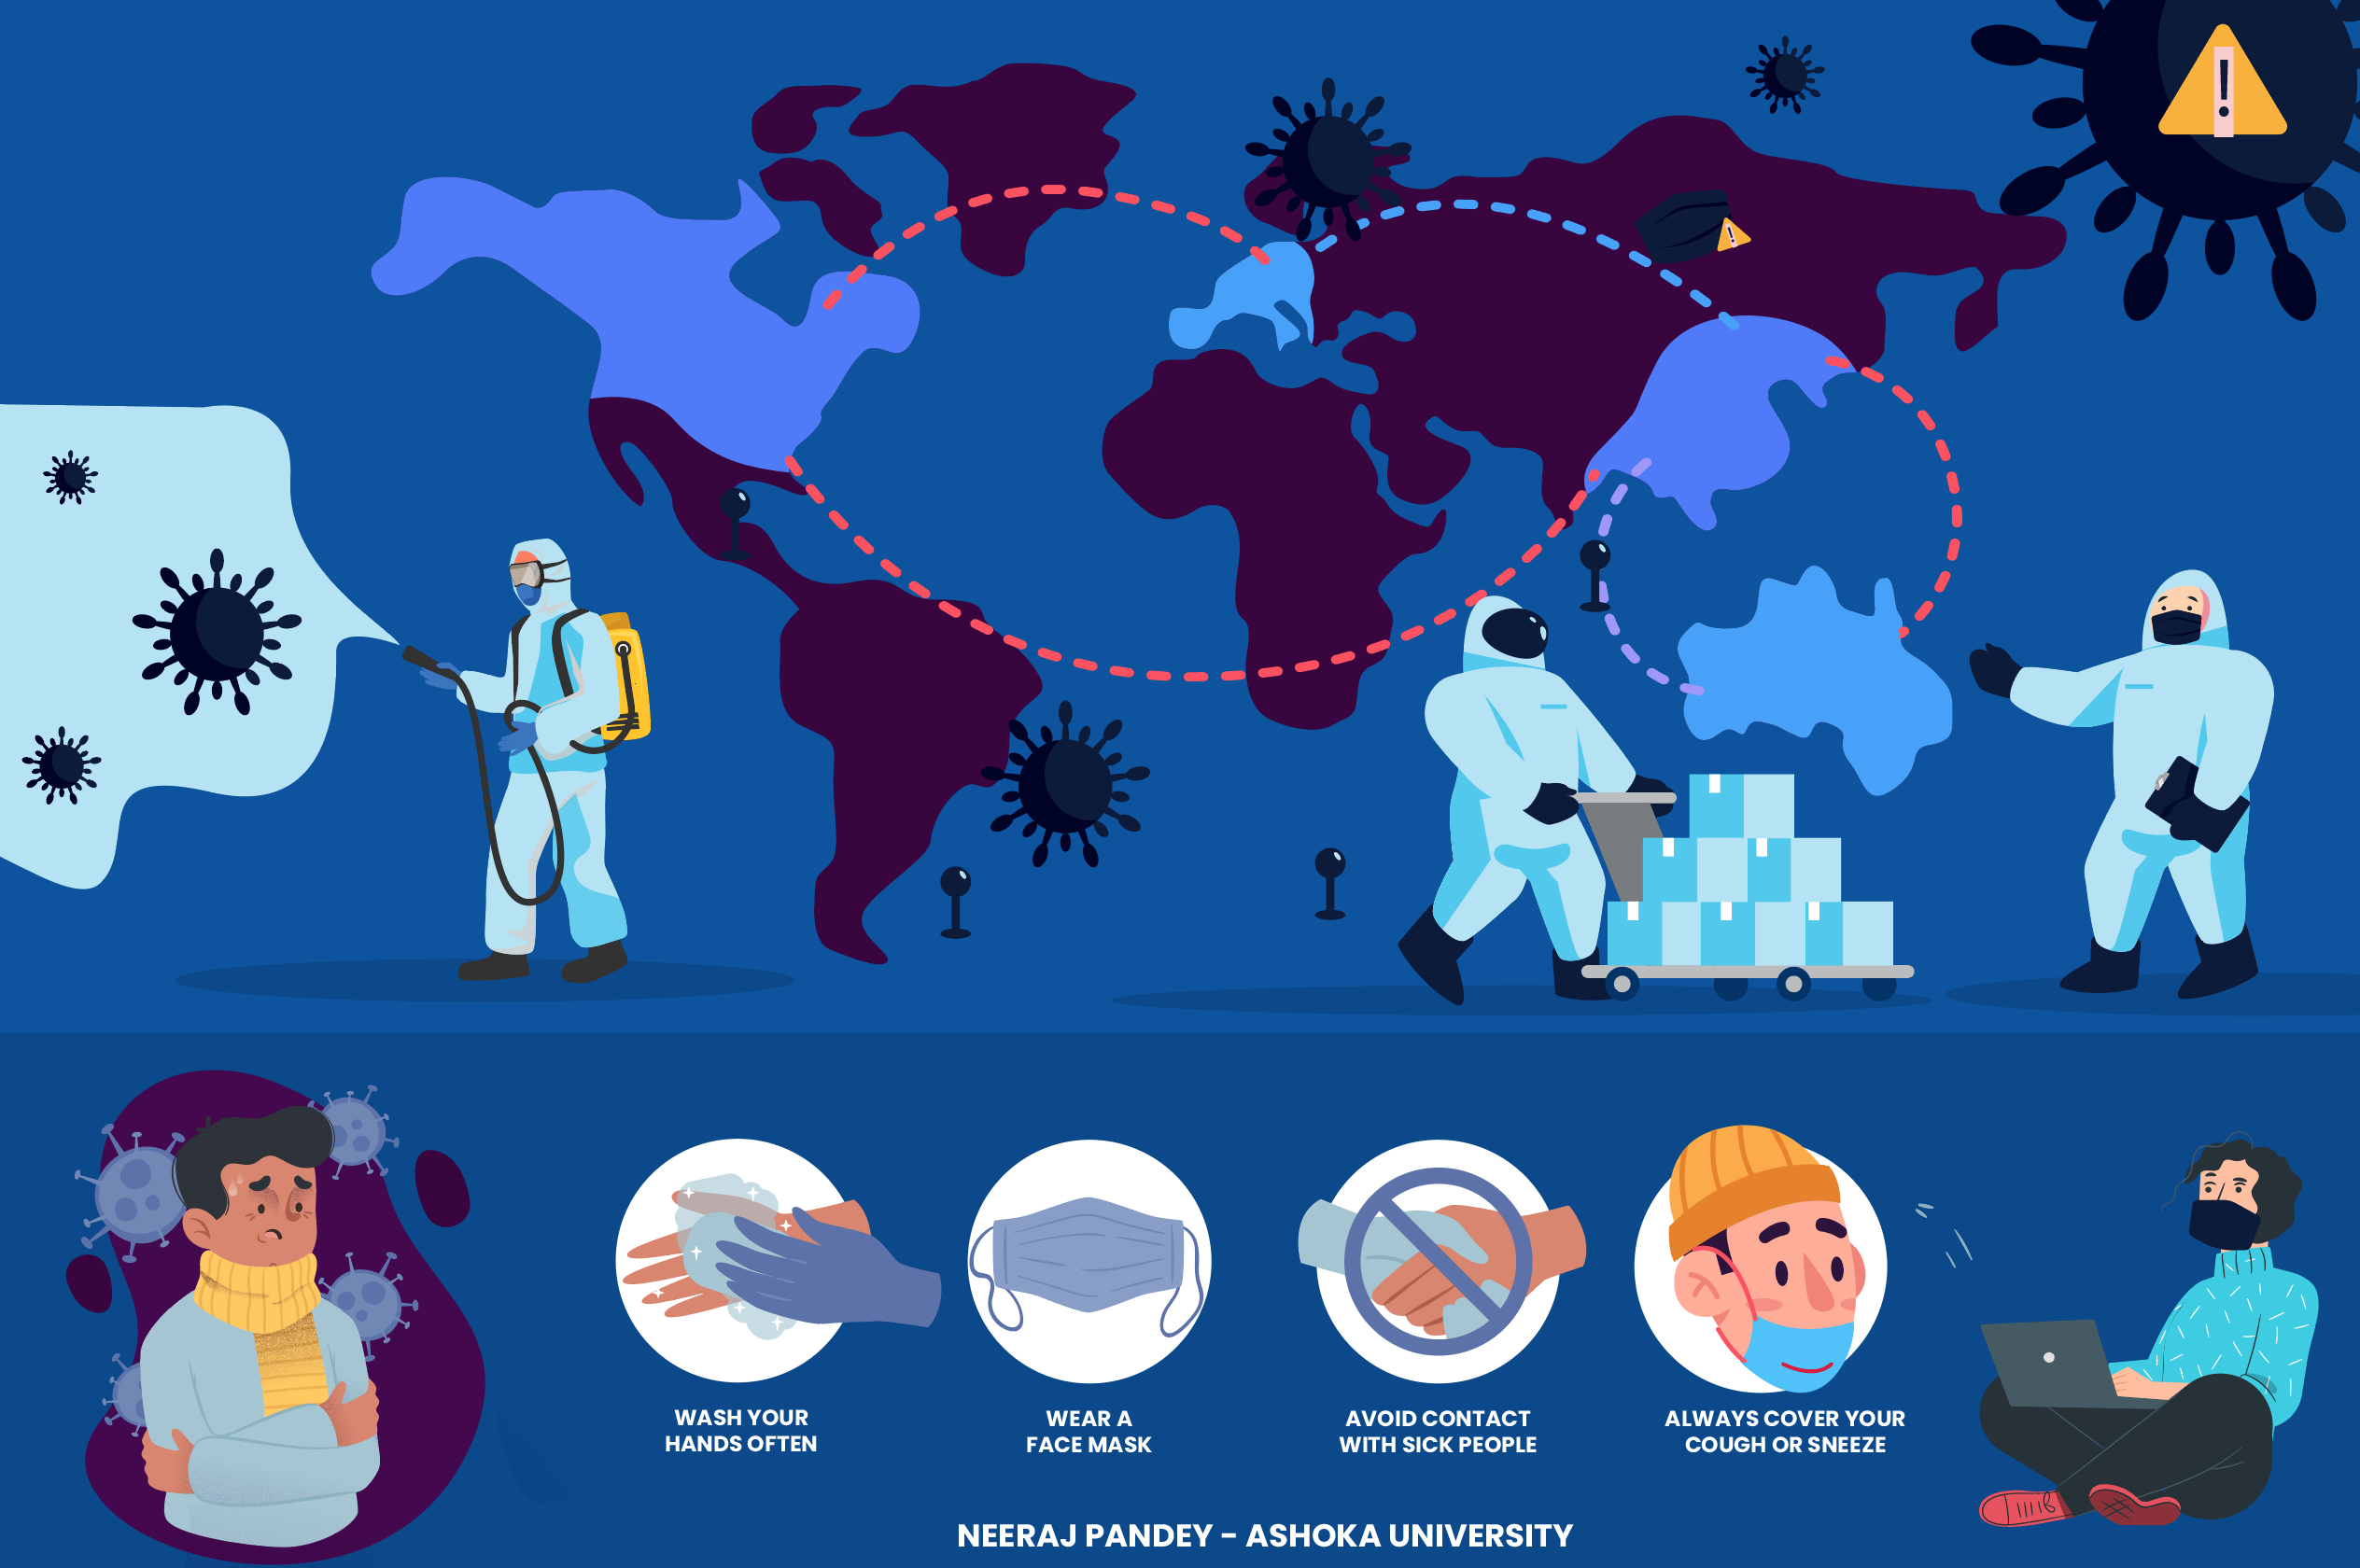 WASH YOUR
HANDS OFTEN
WEAR A
FACE MASK
AVOID CONTACT
WITH SICK PEOPLE
ALWAYS COVER YOUR
COUGH OR SNEEZE
NEERAJ PANDEY – ASHOKA UNIVERSITY